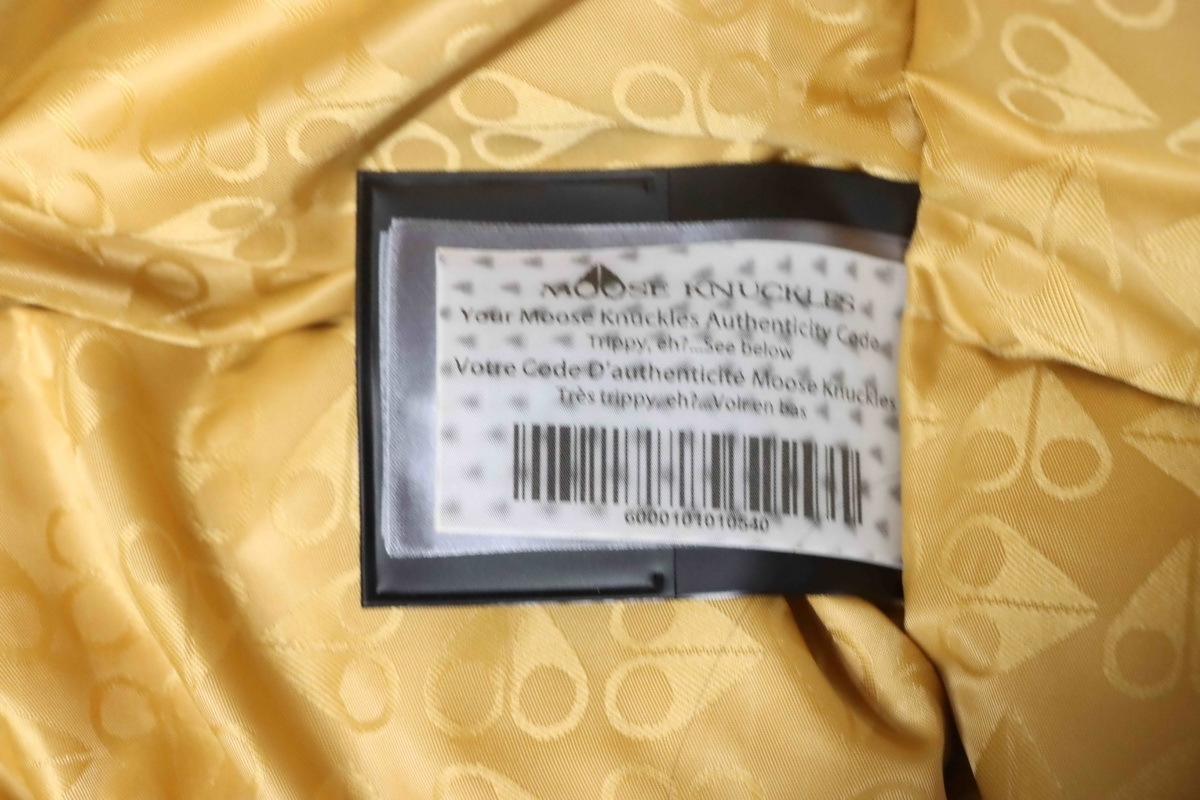 MOOSE KNUCKLES
Your Moose Knuckles Authenticity Code
Trippy, eh?...See below
Votre Code D'authenticité Moose Knuckles
Très trippy, eh?...Voir en bas
6000101010540